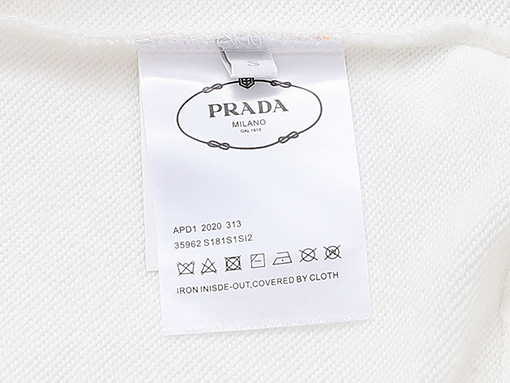 PRADA
MILANO
DAL 1913
APD1 2020 313
35962 S181S1SI2
IRON INISDE-OUT,COVERED BY CLOTH